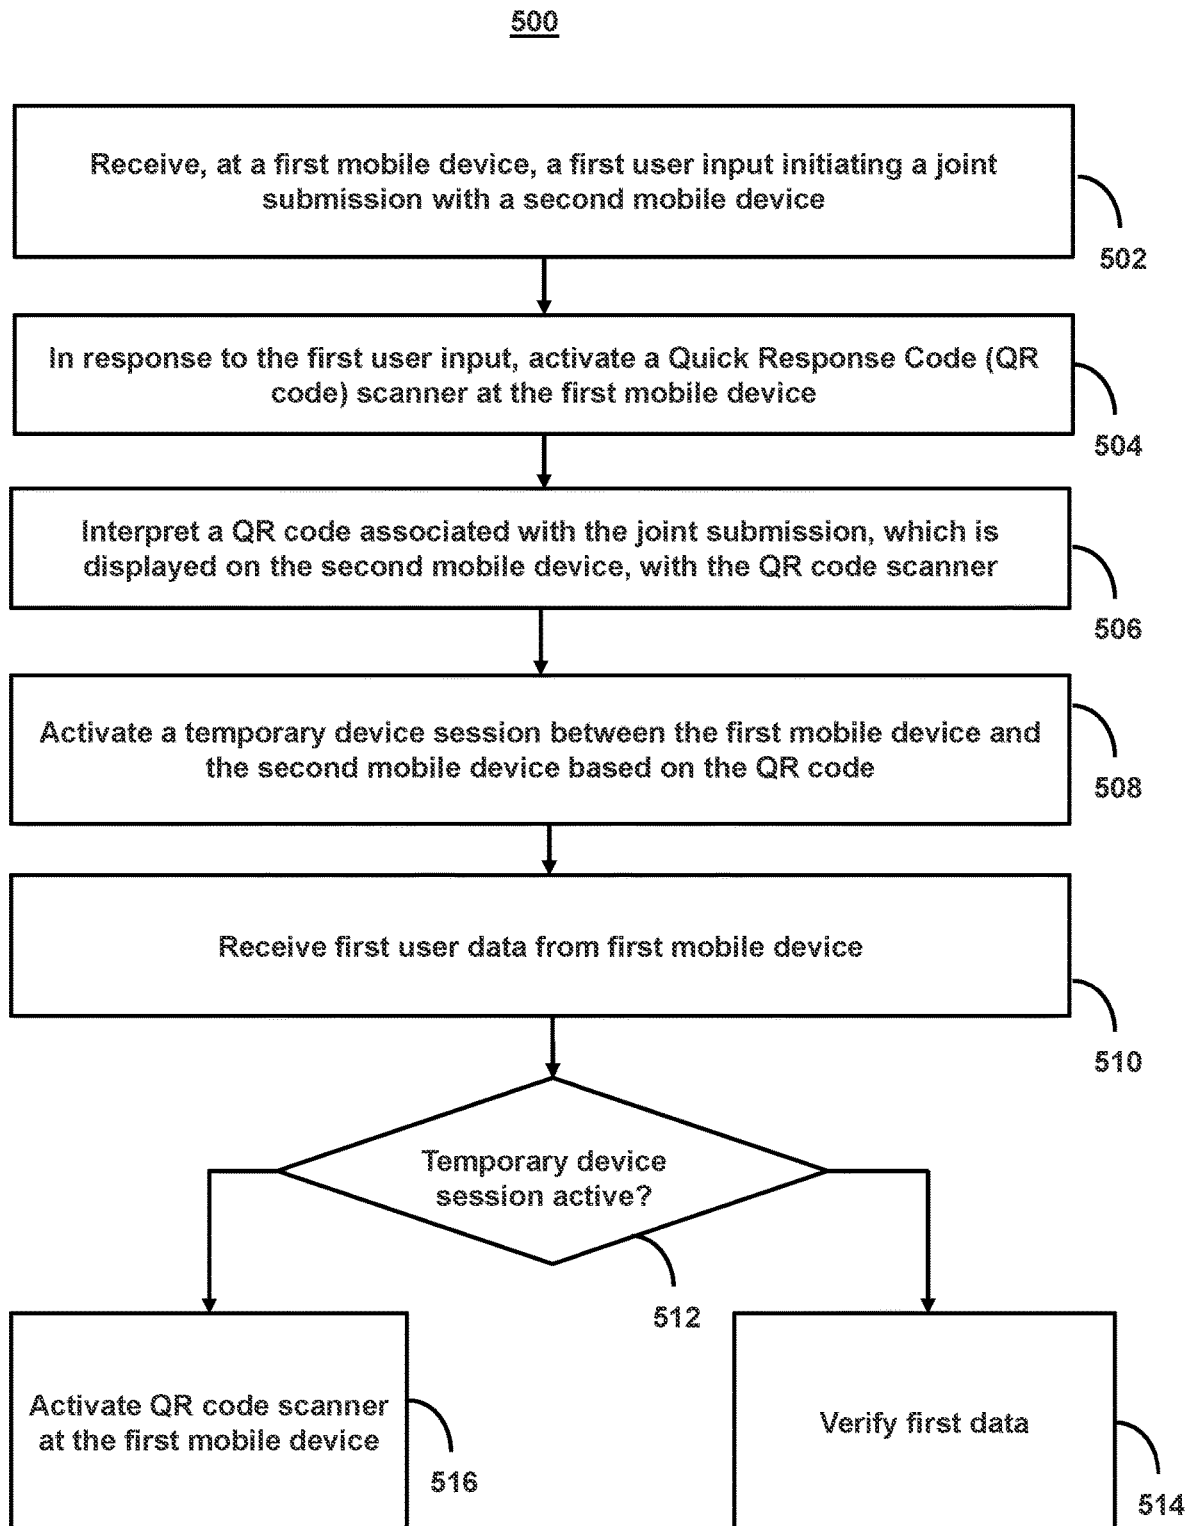 500
Receive, at a first mobile device, a first user input initiating a joint
submission with a second mobile device
502
In response to the first user input, activate a Quick Response Code (QR
code) scanner at the first mobile device
504
Interpret a QR code associated with the joint submission, which is
displayed on the second mobile device, with the QR code scanner
506
Activate a temporary device session between the first mobile device and
the second mobile device based on the QR code
508
Receive first user data from first mobile device
510
Temporary device
session active?
512
Activate QR code scanner
at the first mobile device
516
Verify first data
514